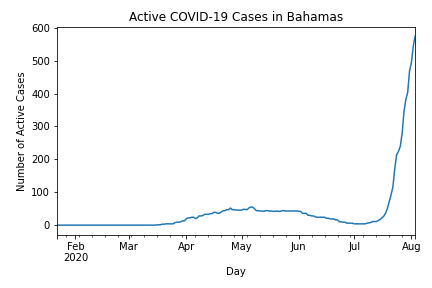 Active COVID-19 Cases in Bahamas
600
500
400
300
200
100
0
Number of Active Cases
Feb
2020
Mar
Apr
May
Jun
Jul
Aug
Day